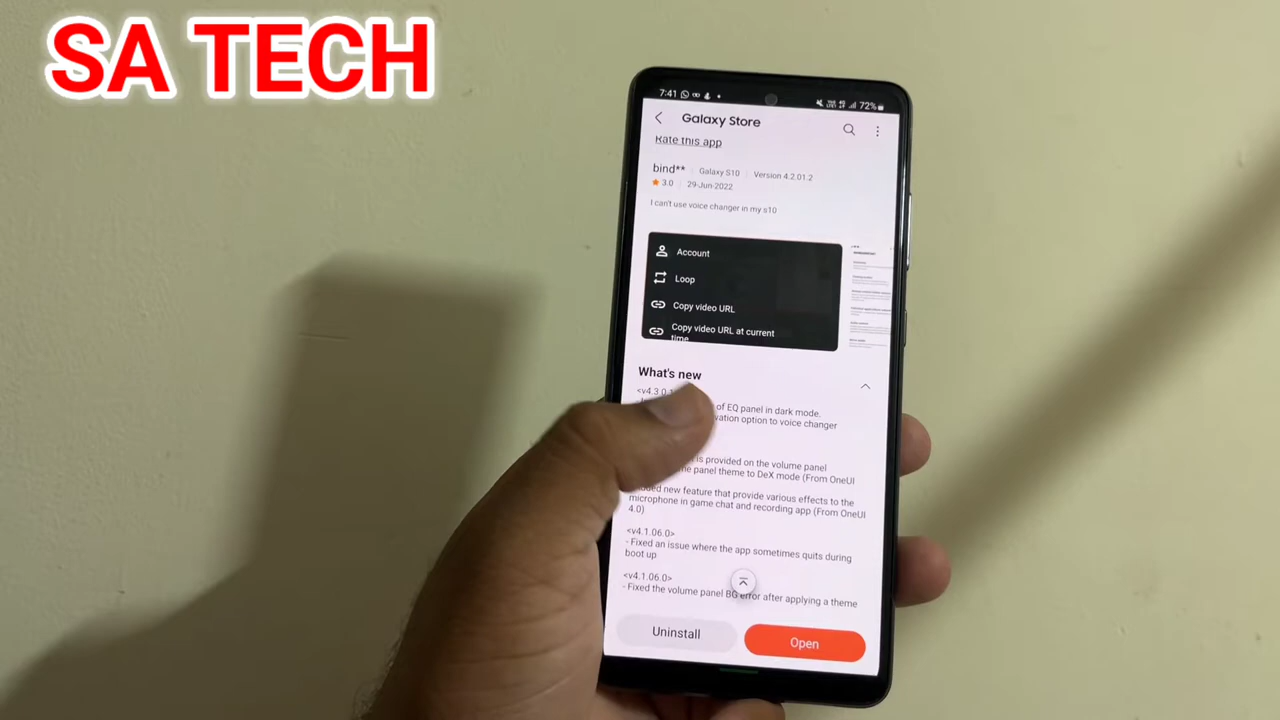 SA TECH
7:41
72%
Galaxy Store
Rate this app
bind** Galaxy S10 Version 4.2.01.2
3.0 29-Jun-2022
I can't use voice changer in my s10
Account
Loop
Copy video URL
Copy video URL at current
time
What's new
<v4.3.0.1
of EQ panel in dark mode.
vation option to voice changer
is provided on the volume panel
me panel theme to DeX mode (From OneUI
new feature that provide various effects to the
microphone in game chat and recording app (From OneUI
4.0)
<v4.1.06.0>
- Fixed an issue where the app sometimes quits during
boot up
<v4.1.06.0>
- Fixed the volume panel BG error after applying a theme
Uninstall
Open